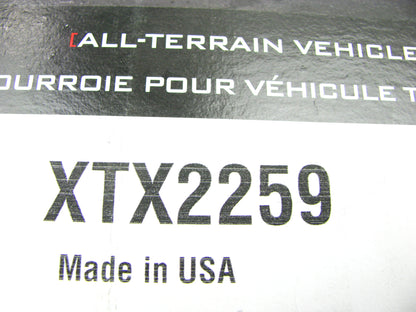 [ALL-TERRAIN VEHICLE
OURROIE POUR VÉHICULE T
XTX2259
Made in USA